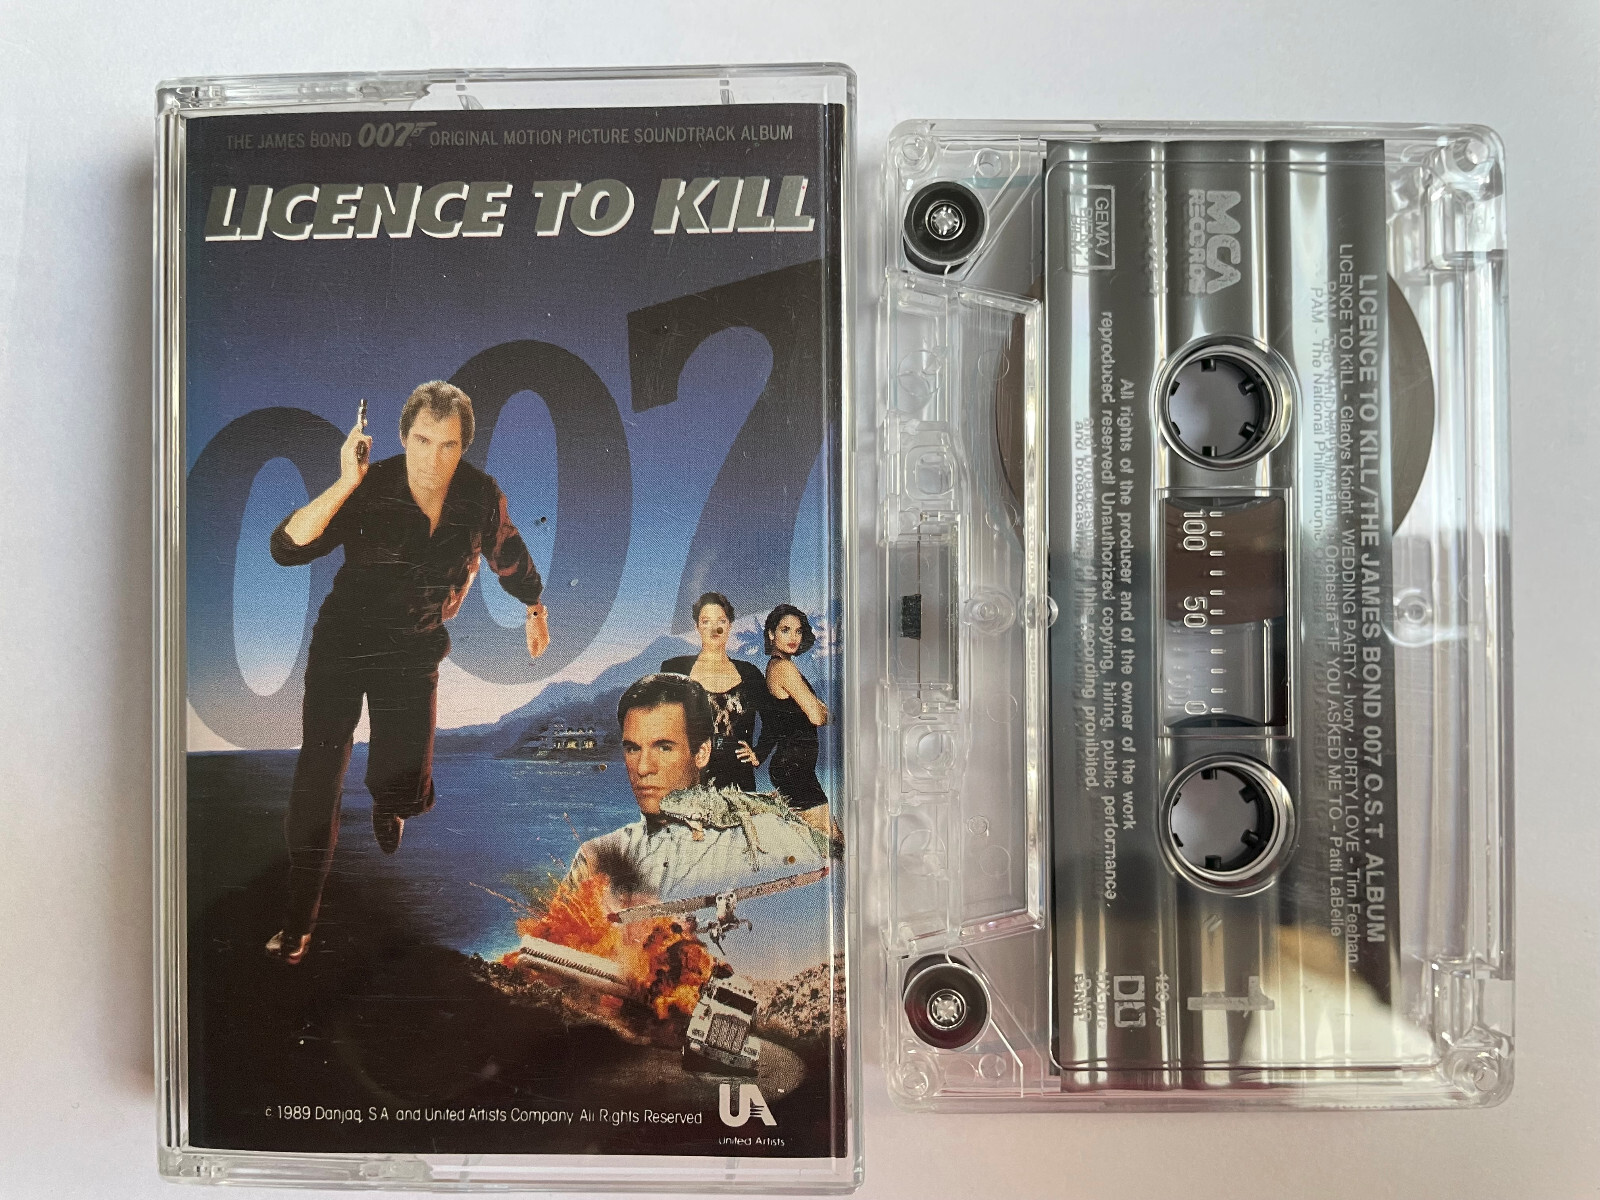 THE JAMES BOND 007 ORIGINAL MOTION PICTURE SOUNDTRACK ALBUM
LICENCE TO KILL
007
© 1989 Danjaq, S.A. and United Artists Company All Rights Reserved
UA
United Artists
LICENCE TO KILL/THE JAMES BOND 007 O.S.T. ALBUM
LICENCE TO KILL - Gladys Knight · WEDDING PARTY - Ivory · DIRTY LOVE - Tim Feehan ·
PAM - The National Philharmonic Orchestra · IF YOU ASKED ME TO - Patti LaBelle
MCA
RECORDS
100 50 0
1
GEMA/
BIEM
All rights of the producer and of the owner of the work
reproduced reserved! Unauthorized copying, hiring, public performance,
and broadcasting of this recording prohibited.
120 µs